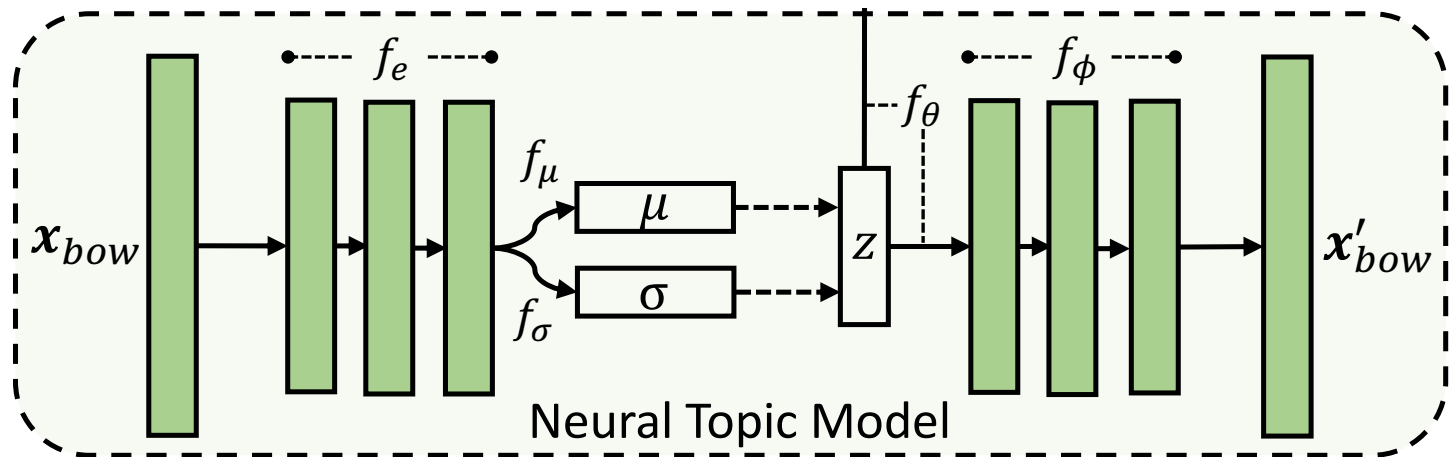 f_e
f_θ
f_ϕ
f_μ
μ
x_bow
z
x'_bow
σ
f_σ
Neural Topic Model